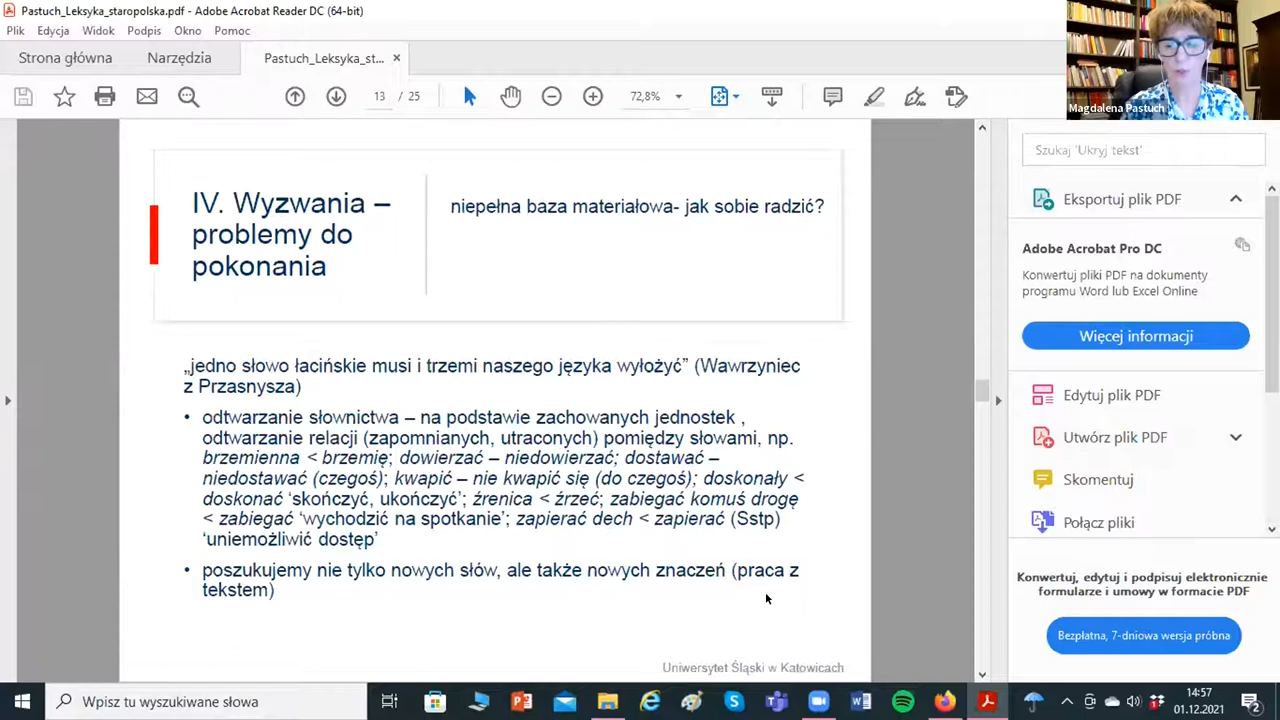 Pastuch_Leksyka_staropolska.pdf - Adobe Acrobat Reader DC (64-bit)
Plik Edycja Widok Podpis Okno Pomoc
Strona główna Narzędzia Pastuch_Leksyka_st... ×
13 / 25 72,8%
Magdalena Pastuch
IV. Wyzwania –
problemy do
pokonania
niepełna baza materiałowa- jak sobie radzić?
„jedno słowo łacińskie musi i trzemi naszego języka wyłożyć” (Wawrzyniec
z Przasnysza)
• odtwarzanie słownictwa – na podstawie zachowanych jednostek ,
odtwarzanie relacji (zapomnianych, utraconych) pomiędzy słowami, np.
brzemienna < brzemię; dowierzać – niedowierzać; dostawać –
niedostawać (czegoś); kwapić – nie kwapić się (do czegoś); doskonały <
doskonać ‘skończyć, ukończyć’; źrenica < źrzeć; zabiegać komuś drogę
< zabiegać ‘wychodzić na spotkanie’; zapierać dech < zapierać (Sstp)
‘uniemożliwić dostęp’
• poszukujemy nie tylko nowych słów, ale także nowych znaczeń (praca z
tekstem)
Uniwersytet Śląski w Katowicach
Szukaj 'Ukryj tekst'
Eksportuj plik PDF
Adobe Acrobat Pro DC
Konwertuj pliki PDF na dokumenty
programu Word lub Excel Online
Więcej informacji
Edytuj plik PDF
Utwórz plik PDF
Skomentuj
Połącz pliki
Konwertuj, edytuj i podpisuj elektronicznie
formularze i umowy w formacie PDF
Bezpłatna, 7-dniowa wersja próbna
Wpisz tu wyszukiwane słowa
14:57
01.12.2021
2